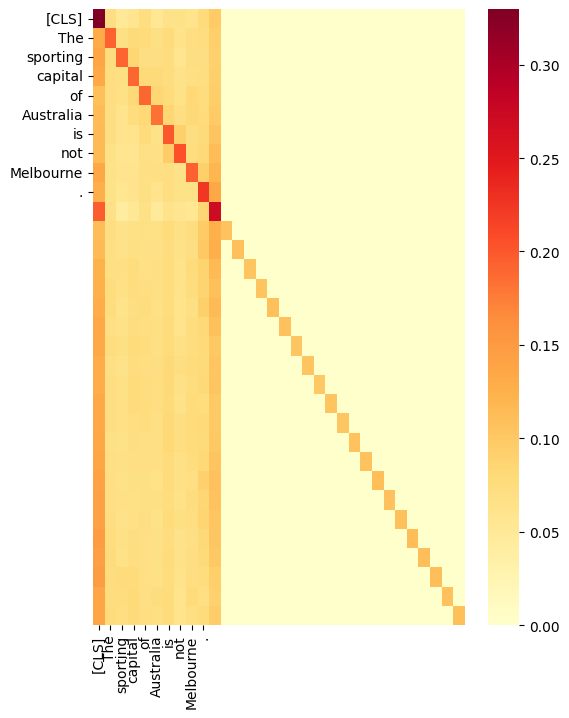 [CLS]
The
sporting
capital
of
Australia
is
not
Melbourne
.
0.30
0.25
0.20
0.15
0.10
0.05
0.00
[CLS]
The
sporting
capital
of
Australia
is
not
Melbourne
.